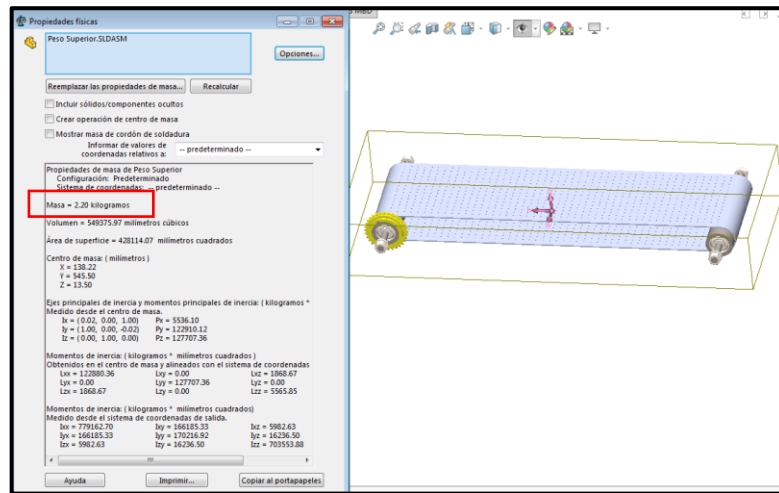 Propiedades físicas
Peso Superior.SLDASM
Opciones...
Reemplazar las propiedades de masa...
Recalcular
Incluir sólidos/componentes ocultos
Crear operación de centro de masa
Mostrar masa de cordón de soldadura
Informar de valores de
coordenadas relativos a:
-- predeterminado --
Propiedades de masa de Peso Superior
Configuración: Predeterminado
Sistema de coordenadas: -- predeterminado --
Masa = 2.20 kilogramos
Volumen = 549375.97 milímetros cúbicos
Área de superficie = 428114.07 milímetros cuadrados
Centro de masa: ( milímetros )
X = 138.22
Y = 545.50
Z = 13.50
Ejes principales de inercia y momentos principales de inercia: ( kilogramos *
Medido desde el centro de masa.
Ix = ( 0.02, 0.00, 1.00) Px = 5536.10
Iy = ( 1.00, 0.00, -0.02) Py = 122910.12
Iz = ( 0.00, 1.00, 0.00) Pz = 127707.36
Momentos de inercia: ( kilogramos * milímetros cuadrados )
Obtenidos en el centro de masa y alineados con el sistema de coordenadas
Lxx = 122880.36 Lxy = 0.00 Lxz = 1868.67
Lyx = 0.00 Lyy = 127707.36 Lyz = 0.00
Lzx = 1868.67 Lzy = 0.00 Lzz = 5565.85
Momentos de inercia: ( kilogramos * milímetros cuadrados)
Medido desde el sistema de coordenadas de salida.
Ixx = 779162.70 Ixy = 166185.33 Ixz = 5982.63
Iyx = 166185.33 Iyy = 170216.92 Iyz = 16236.50
Izx = 5982.63 Izy = 16236.50 Izz = 703553.88
Ayuda
Imprimir...
Copiar al portapapeles